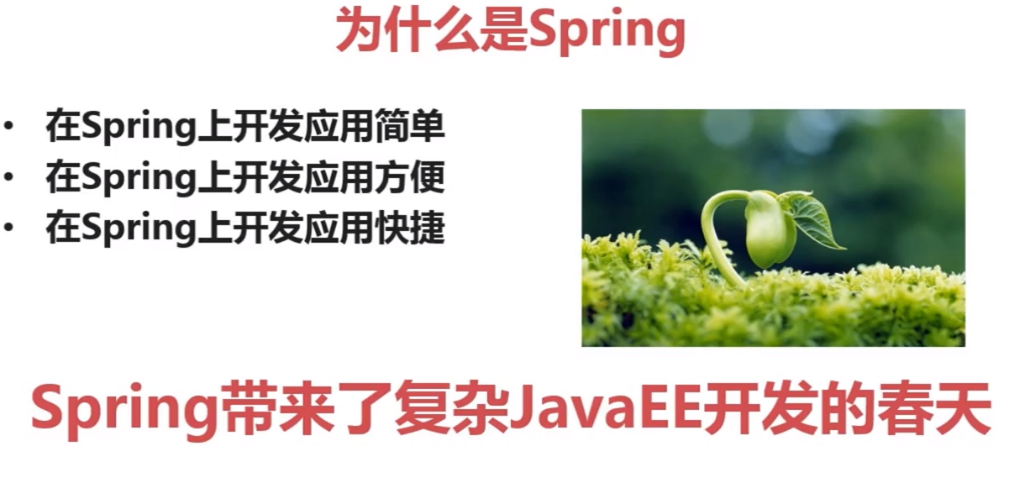 为什么是Spring
• 在Spring上开发应用简单
• 在Spring上开发应用方便
• 在Spring上开发应用快捷
Spring带来了复杂JavaEE开发的春天